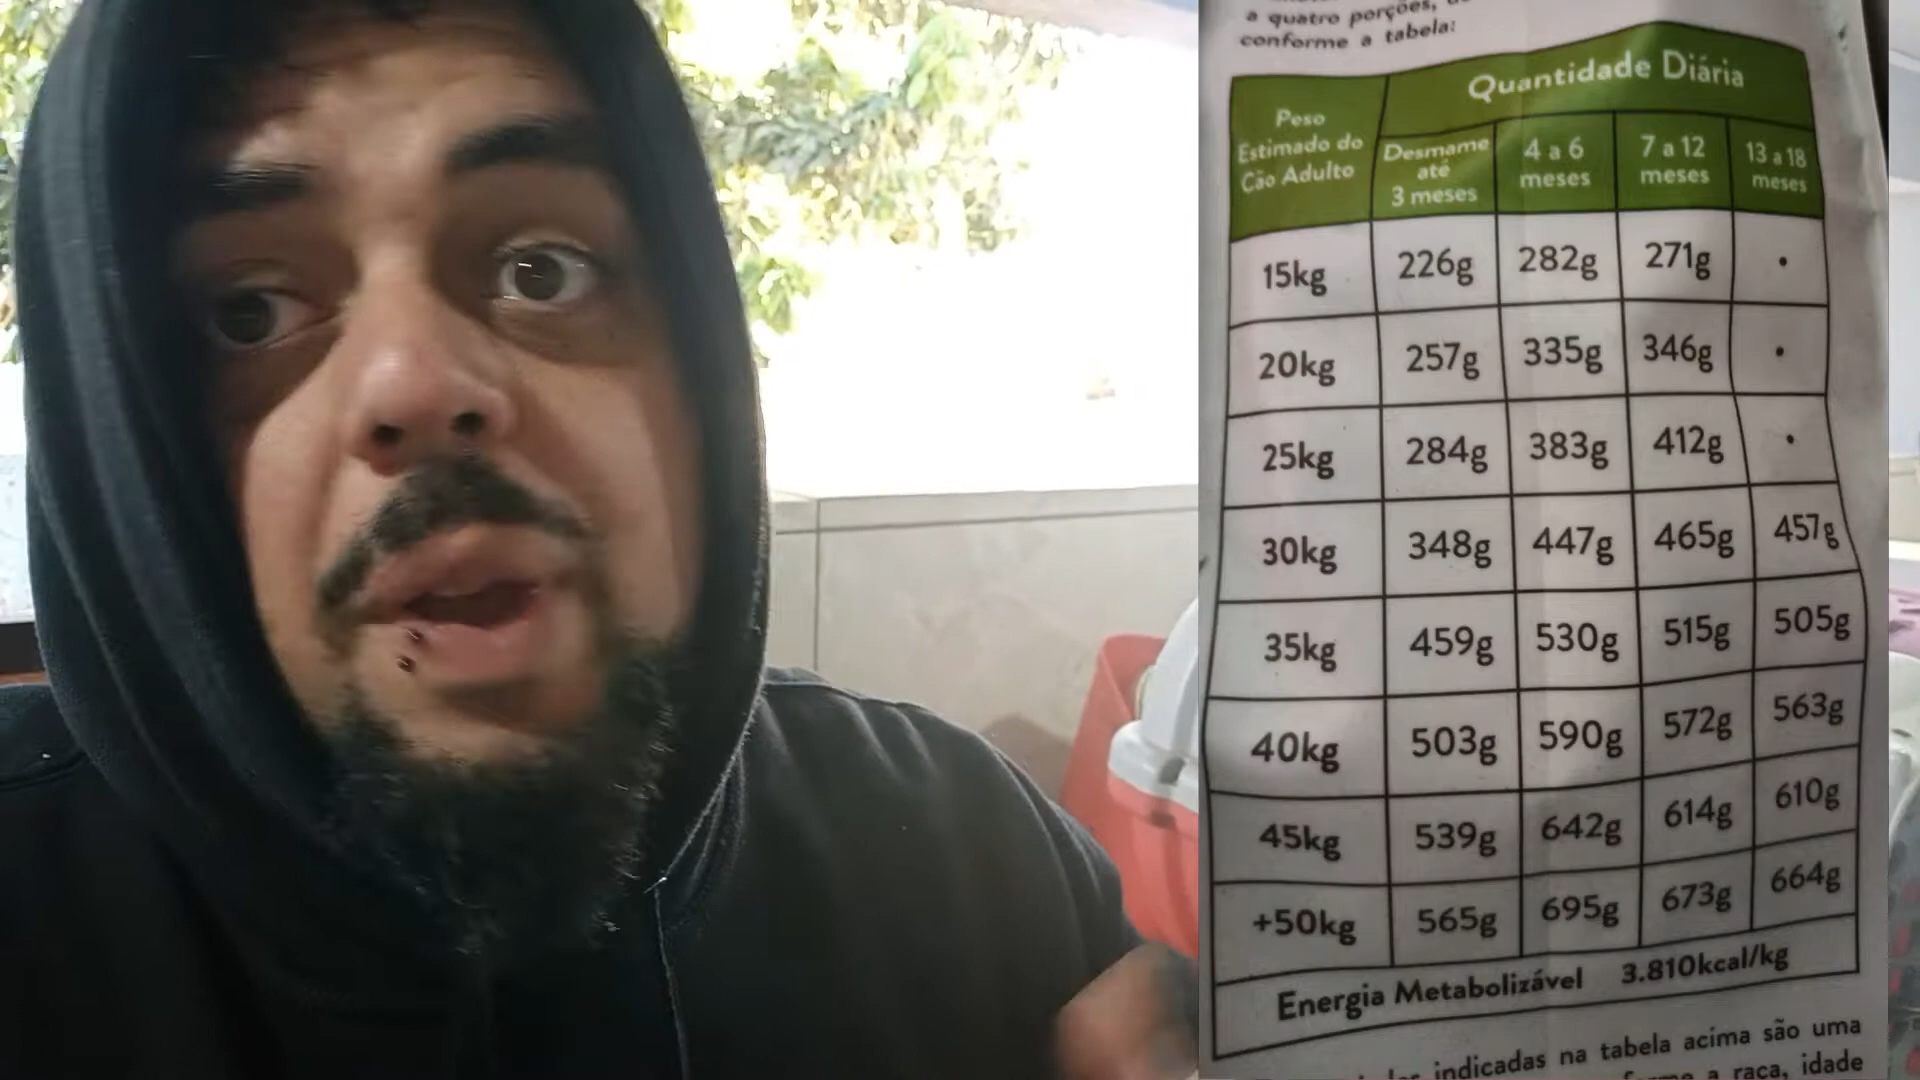 a quatro porções,
conforme a tabela:
Quantidade Diária
Peso
Estimado do
Cão Adulto
Desmame
até
3 meses
4 a 6
meses
7 a 12
meses
13 a 18
meses
15kg 226g 282g 271g •
20kg 257g 335g 346g •
25kg 284g 383g 412g •
30kg 348g 447g 465g 457g
35kg 459g 530g 515g 505g
40kg 503g 590g 572g 563g
45kg 539g 642g 614g 610g
+50kg 565g 695g 673g 664g
Energia Metabolizável 3.810kcal/kg
indicadas na tabela acima são uma
a raça, idade